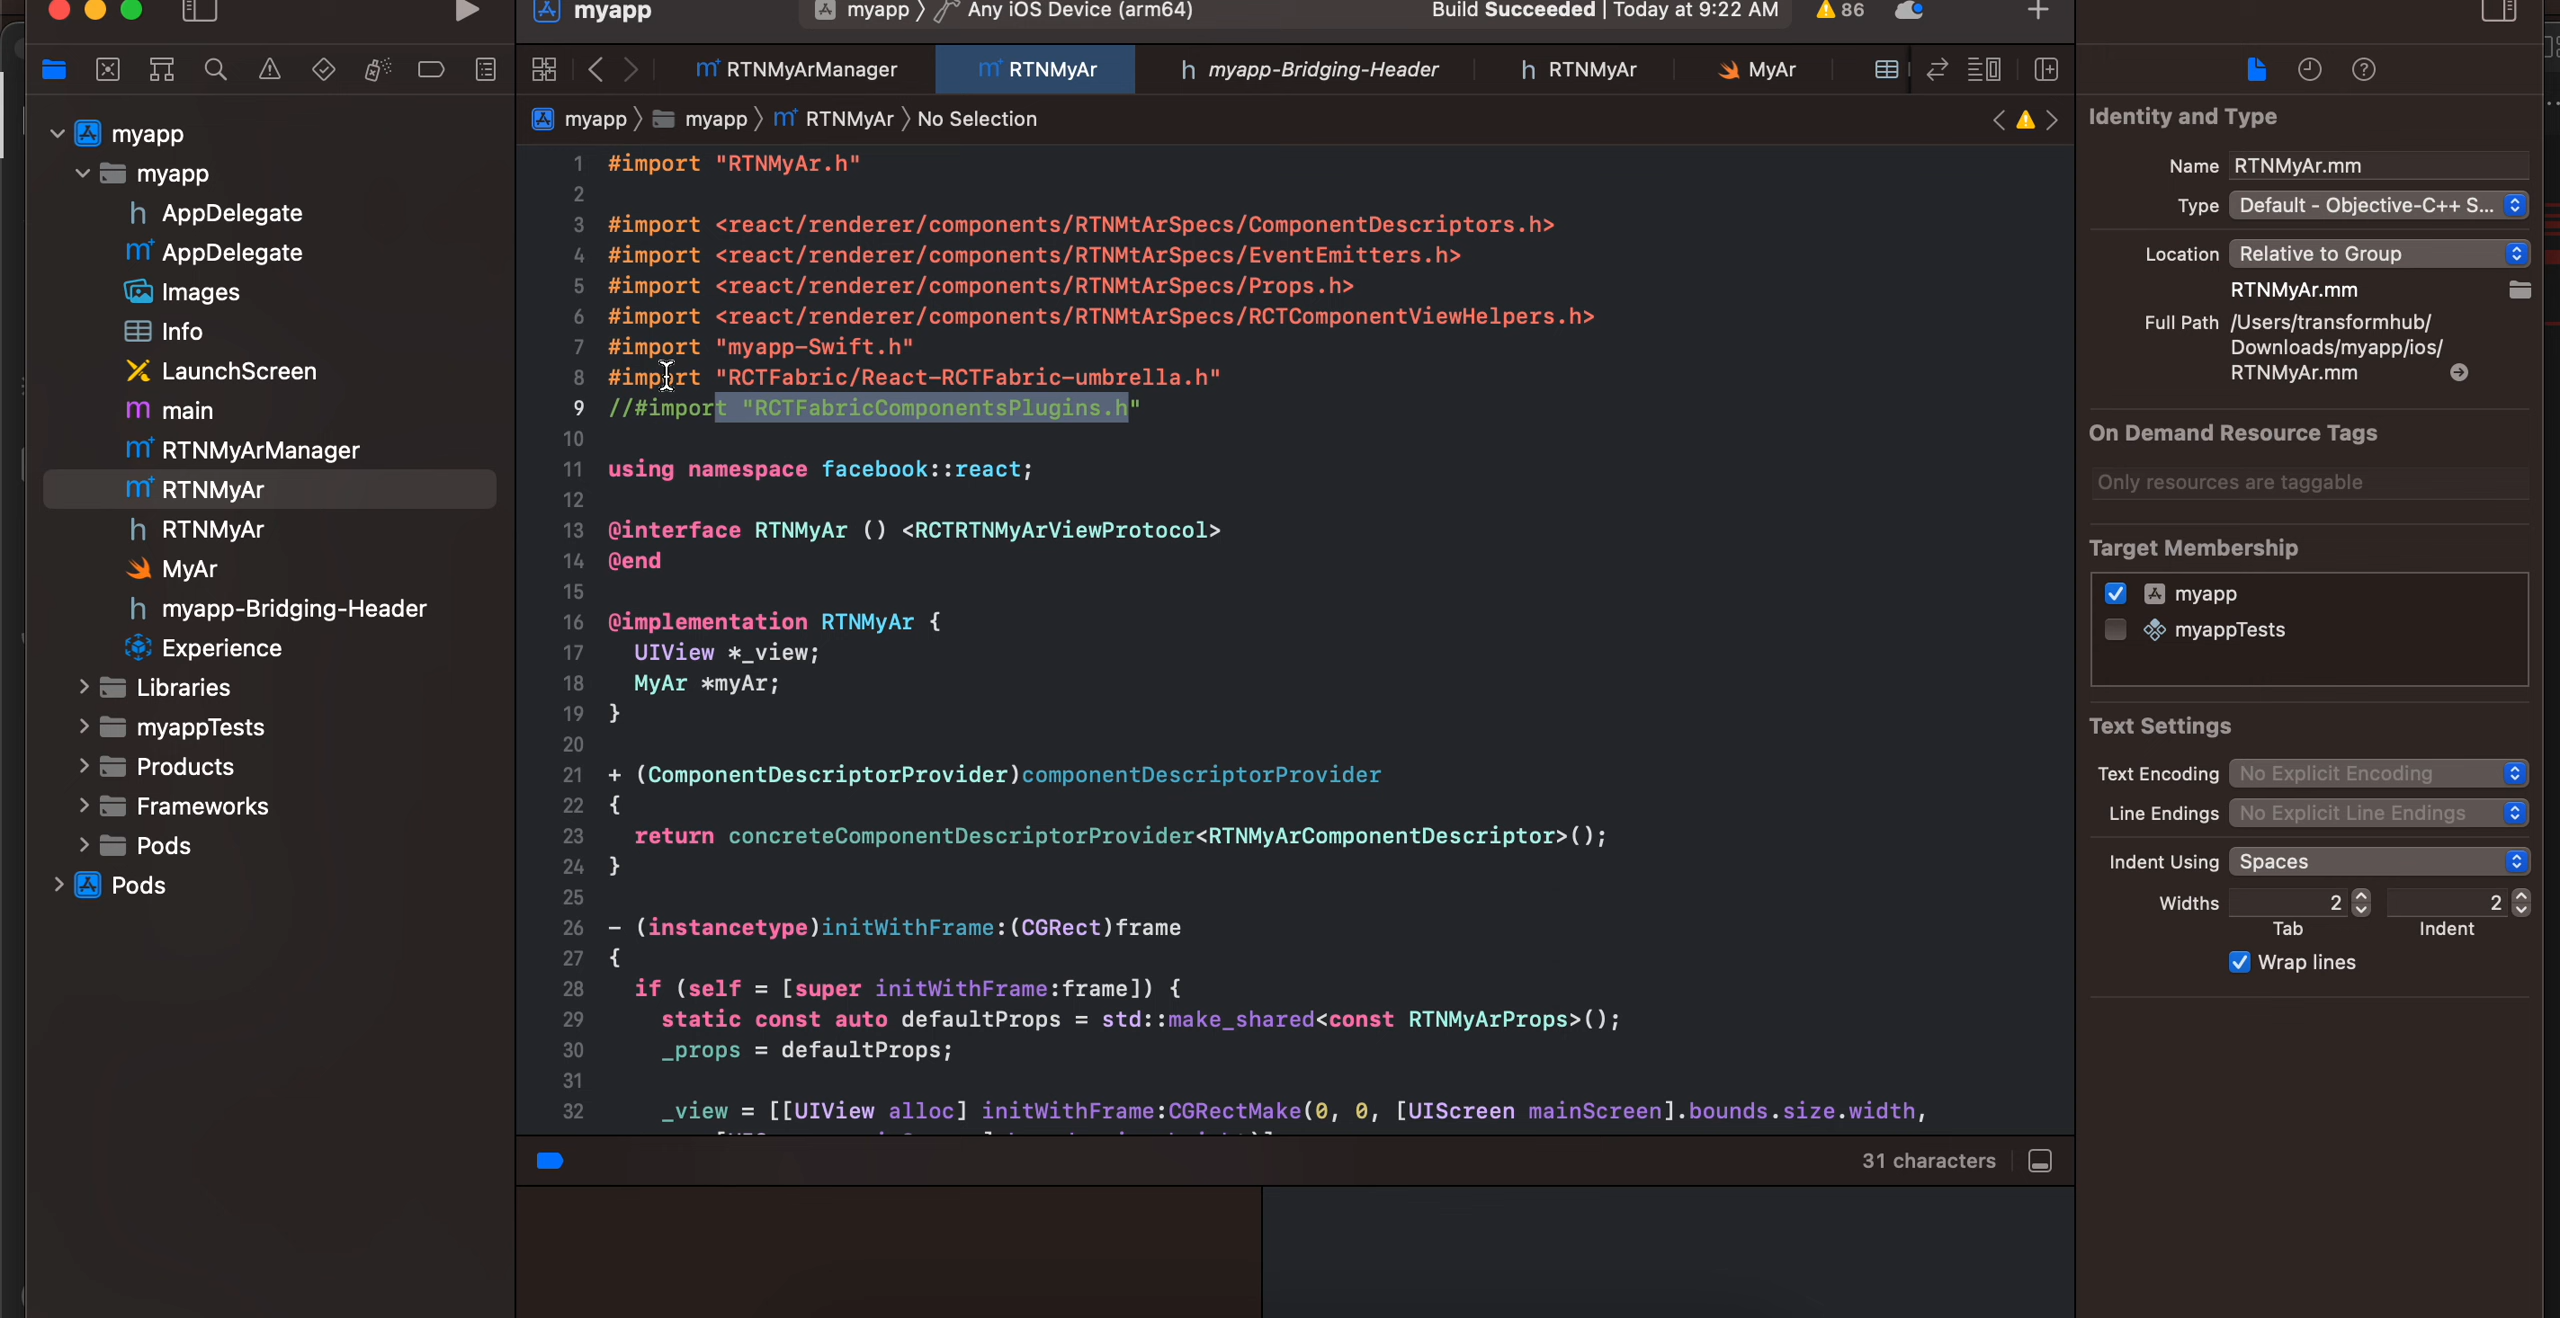 myapp
myapp 〉 Any iOS Device (arm64)
Build Succeeded | Today at 9:22 AM
86
RTNMyArManager
RTNMyAr
myapp-Bridging-Header
RTNMyAr
MyAr
myapp 〉 myapp 〉 RTNMyAr 〉 No Selection
myapp
myapp
AppDelegate
AppDelegate
Images
Info
LaunchScreen
main
RTNMyArManager
RTNMyAr
RTNMyAr
MyAr
myapp-Bridging-Header
Experience
Libraries
myappTests
Products
Frameworks
Pods
Pods
1 #import "RTNMyAr.h"
2
3 #import <react/renderer/components/RTNMtArSpecs/ComponentDescriptors.h>
4 #import <react/renderer/components/RTNMtArSpecs/EventEmitters.h>
5 #import <react/renderer/components/RTNMtArSpecs/Props.h>
6 #import <react/renderer/components/RTNMtArSpecs/RCTComponentViewHelpers.h>
7 #import "myapp-Swift.h"
8 #import "RCTFabric/React-RCTFabric-umbrella.h"
9 //#import "RCTFabricComponentsPlugins.h"
10
11 using namespace facebook::react;
12
13 @interface RTNMyAr () <RCTRTNMyArViewProtocol>
14 @end
15
16 @implementation RTNMyAr {
17 UIView *_view;
18 MyAr *myAr;
19 }
20
21 + (ComponentDescriptorProvider)componentDescriptorProvider
22 {
23 return concreteComponentDescriptorProvider<RTNMyArComponentDescriptor>();
24 }
25
26 - (instancetype)initWithFrame:(CGRect)frame
27 {
28 if (self = [super initWithFrame:frame]) {
29 static const auto defaultProps = std::make_shared<const RTNMyArProps>();
30 _props = defaultProps;
31
32 _view = [[UIView alloc] initWithFrame:CGRectMake(0, 0, [UIScreen mainScreen].bounds.size.width,
31 characters
Identity and Type
Name RTNMyAr.mm
Type Default - Objective-C++ S...
Location Relative to Group
RTNMyAr.mm
Full Path /Users/transformhub/
Downloads/myapp/ios/
RTNMyAr.mm
On Demand Resource Tags
Only resources are taggable
Target Membership
myapp
myappTests
Text Settings
Text Encoding No Explicit Encoding
Line Endings No Explicit Line Endings
Indent Using Spaces
Widths 2 2
Tab Indent
Wrap lines